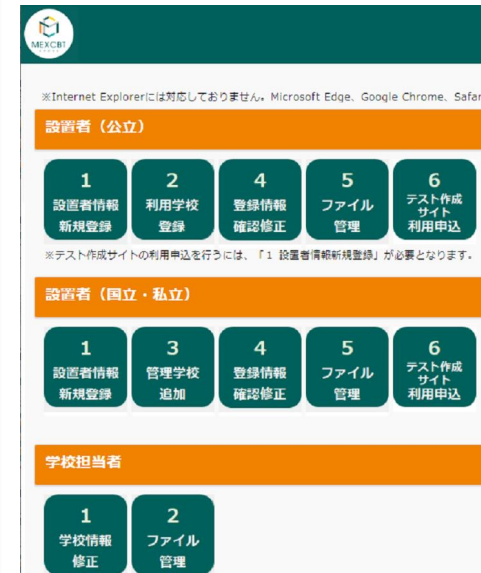 MEXCBT
※Internet Explorerには対応しておりません。Microsoft Edge、Google Chrome、Safar
設置者（公立）
1
設置者情報
新規登録
2
利用学校
登録
4
登録情報
確認修正
5
ファイル
管理
6
テスト作成
サイト
利用申込
※テスト作成サイトの利用申込を行うには、「1 設置者情報新規登録」が必要となります。
設置者（国立・私立）
1
設置者情報
新規登録
3
管理学校
追加
4
登録情報
確認修正
5
ファイル
管理
6
テスト作成
サイト
利用申込
学校担当者
1
学校情報
修正
2
ファイル
管理